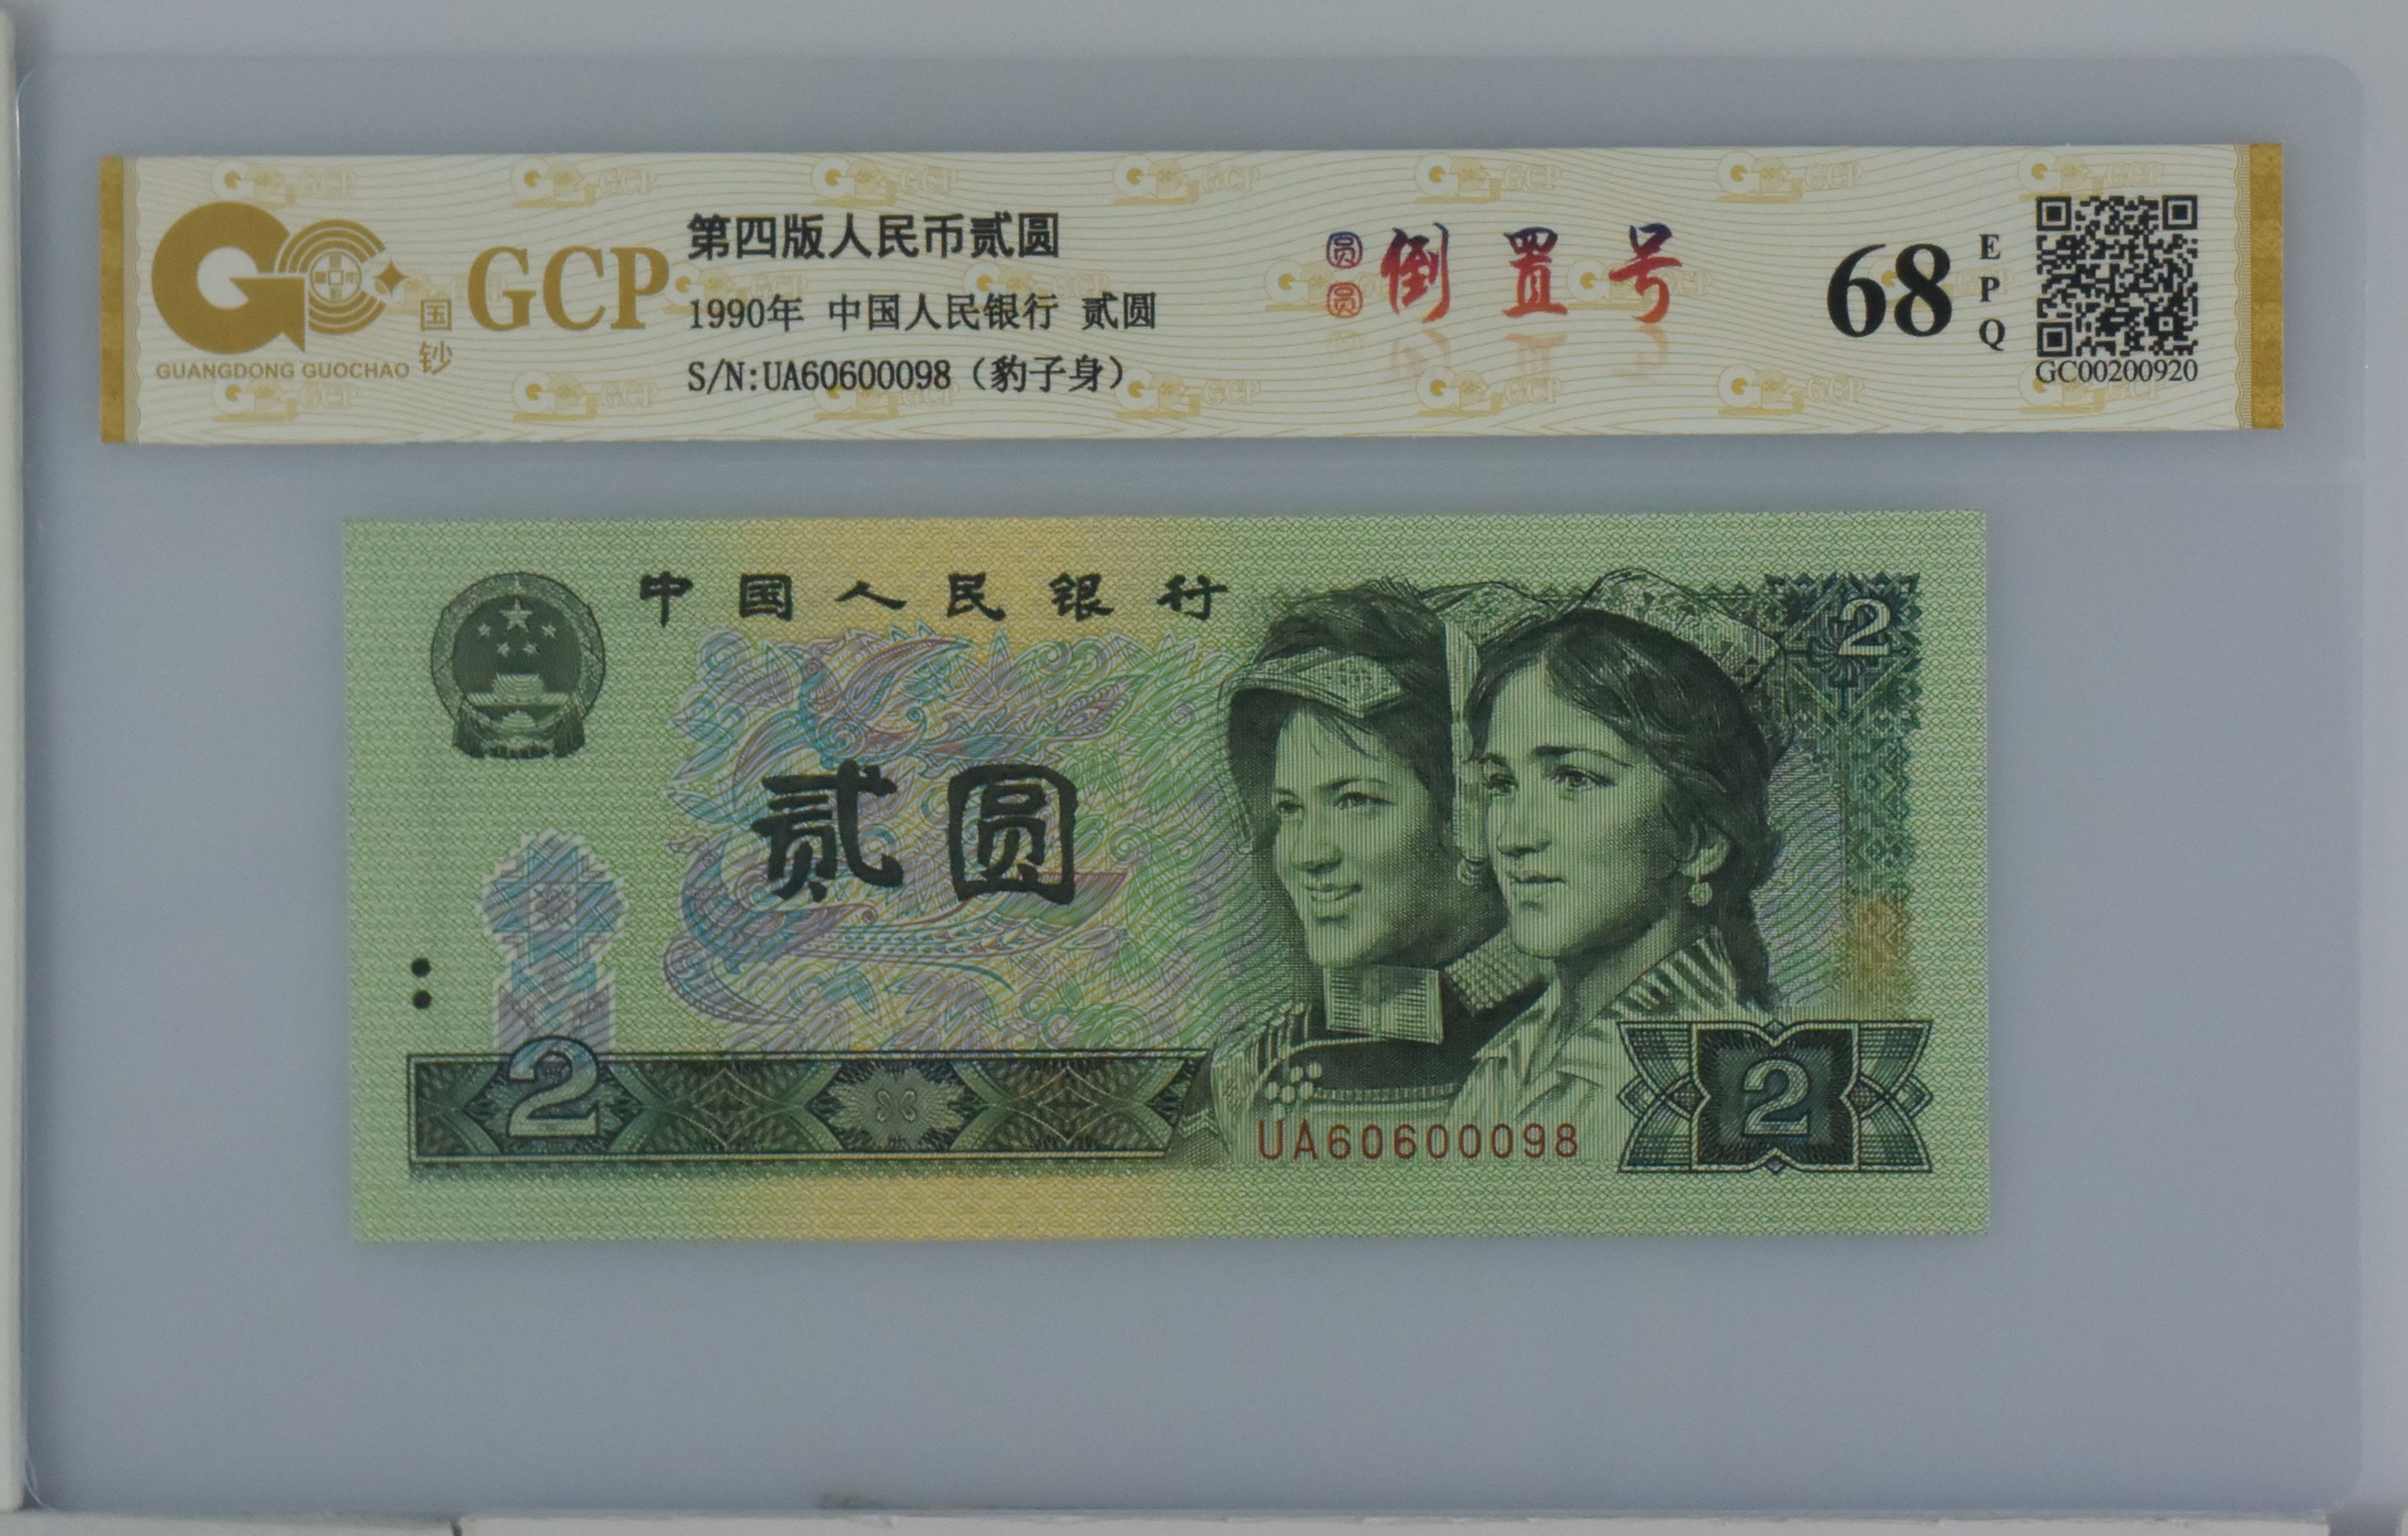 第四版人民币贰圆
GCP
国钞
GUANGDONG GUOCHAO
1990年 中国人民银行 贰圆
S/N:UA60600098（豹子身）
圆圆
倒置号
68
EPQ
GC00200920
中国人民银行
2
贰圆
2
2
UA60600098